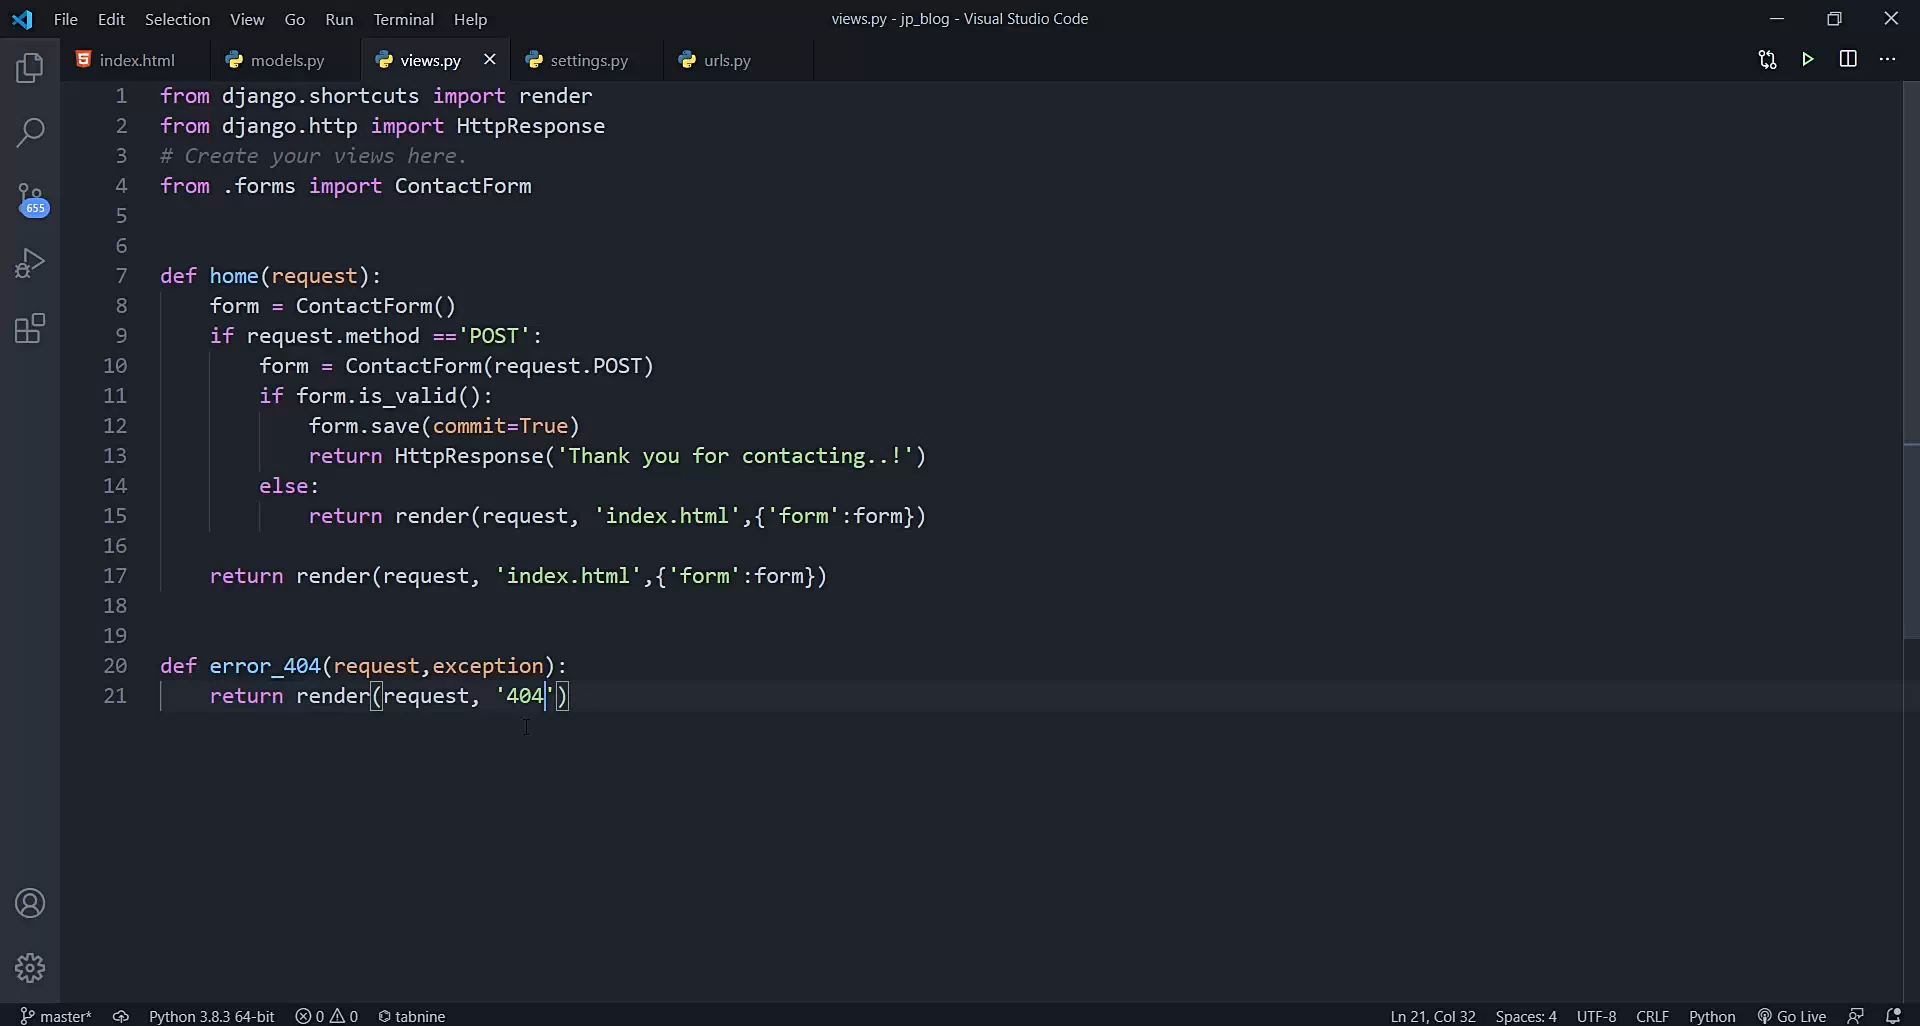 File Edit Selection View Go Run Terminal Help
views.py - jp_blog - Visual Studio Code
index.html models.py views.py settings.py urls.py
655
1 from django.shortcuts import render
2 from django.http import HttpResponse
3 # Create your views here.
4 from .forms import ContactForm
5
6
7 def home(request):
8 form = ContactForm()
9 if request.method =='POST':
10 form = ContactForm(request.POST)
11 if form.is_valid():
12 form.save(commit=True)
13 return HttpResponse('Thank you for contacting..!')
14 else:
15 return render(request, 'index.html',{'form':form})
16
17 return render(request, 'index.html',{'form':form})
18
19
20 def error_404(request,exception):
21 return render(request, '404')
master* Python 3.8.3 64-bit 0 0 tabnine Ln 21, Col 32 Spaces: 4 UTF-8 CRLF Python Go Live